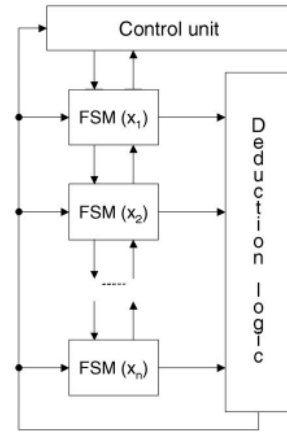 Control unit
FSM (x₁)
FSM (x₂)
FSM (xₙ)
Deduction logic